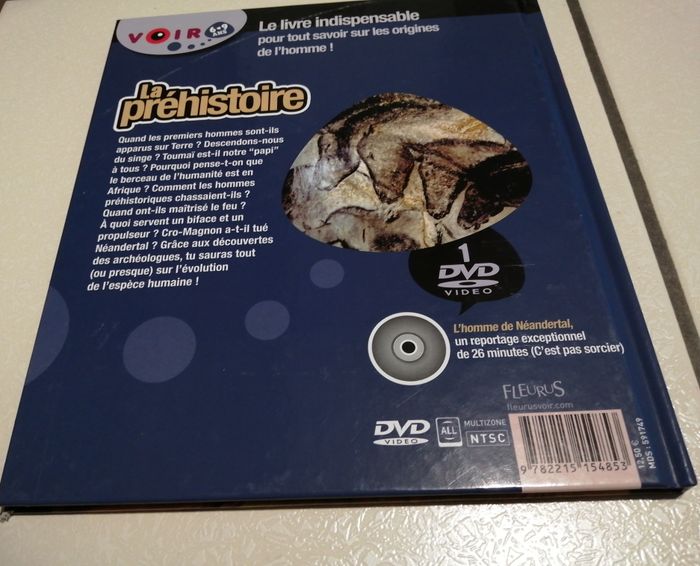 VOIR
6-9
ANS
Le livre indispensable
pour tout savoir sur les origines
de l'homme !
La
préhistoire
Quand les premiers hommes sont-ils
apparus sur Terre ? Descendons-nous
du singe ? Toumaï est-il notre "papi"
à tous ? Pourquoi pense-t-on que
le berceau de l'humanité est en
Afrique ? Comment les hommes
préhistoriques chassaient-ils ?
Quand ont-ils maîtrisé le feu ?
À quoi servent un biface et un
propulseur ? Cro-Magnon a-t-il tué
Néandertal ? Grâce aux découvertes
des archéologues, tu sauras tout
(ou presque) sur l'évolution
de l'espèce humaine !
1
DVD
VIDEO
L'homme de Néandertal,
un reportage exceptionnel
de 26 minutes (C'est pas sorcier)
FLEURUS
fleurusvoir.com
DVD
VIDEO
ALL
MULTIZONE
NTSC
9 782215 154853
12,50 €
MDS : 591749